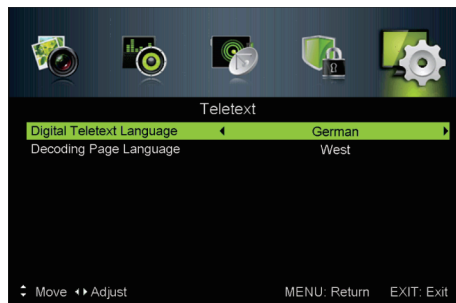 Teletext
Digital Teletext Language German
Decoding Page Language West
Move Adjust MENU: Return EXIT: Exit